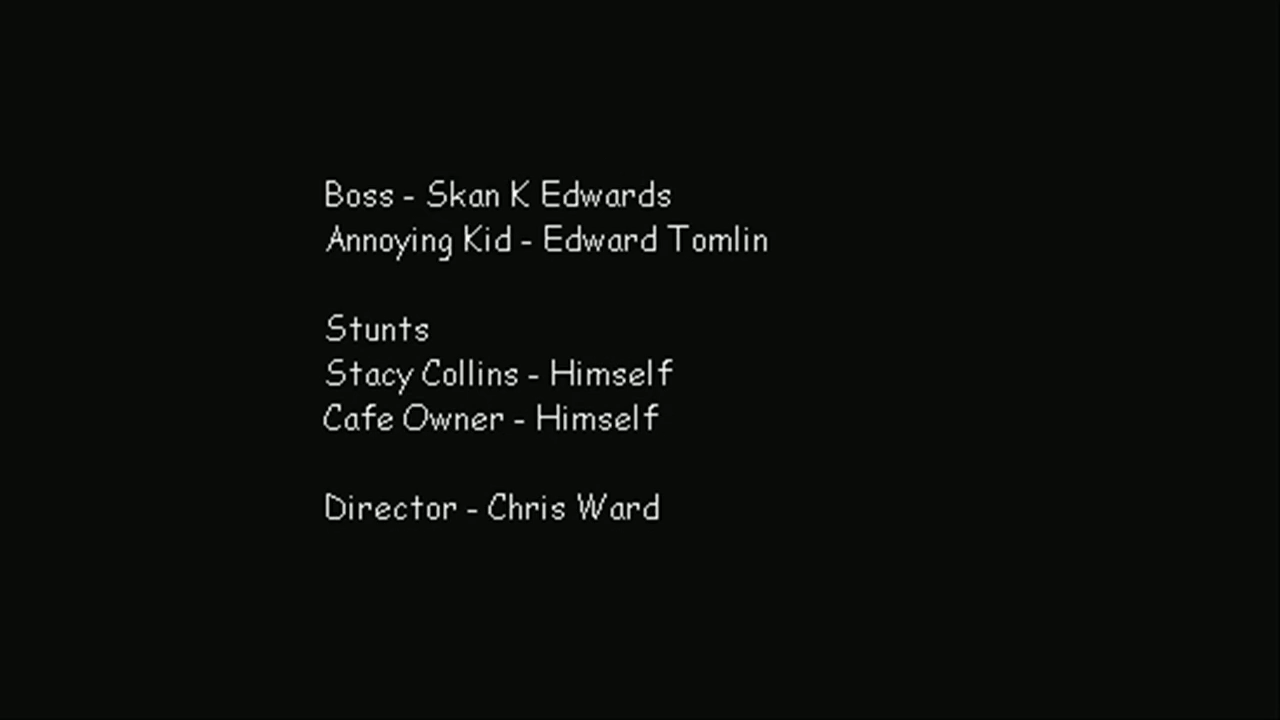 Boss - Skan K Edwards
Annoying Kid - Edward Tomlin
Stunts
Stacy Collins - Himself
Cafe Owner - Himself
Director - Chris Ward